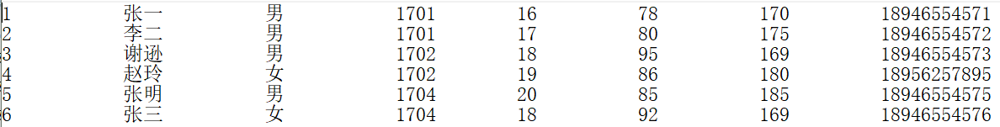 1 张一 男 1701 16 78 170 18946554571
2 李二 男 1701 17 80 175 18946554572
3 谢逊 男 1702 18 95 169 18946554573
4 赵玲 女 1702 19 86 180 18956257895
5 张明 男 1704 20 85 185 18946554575
6 张三 女 1704 18 92 169 18946554576